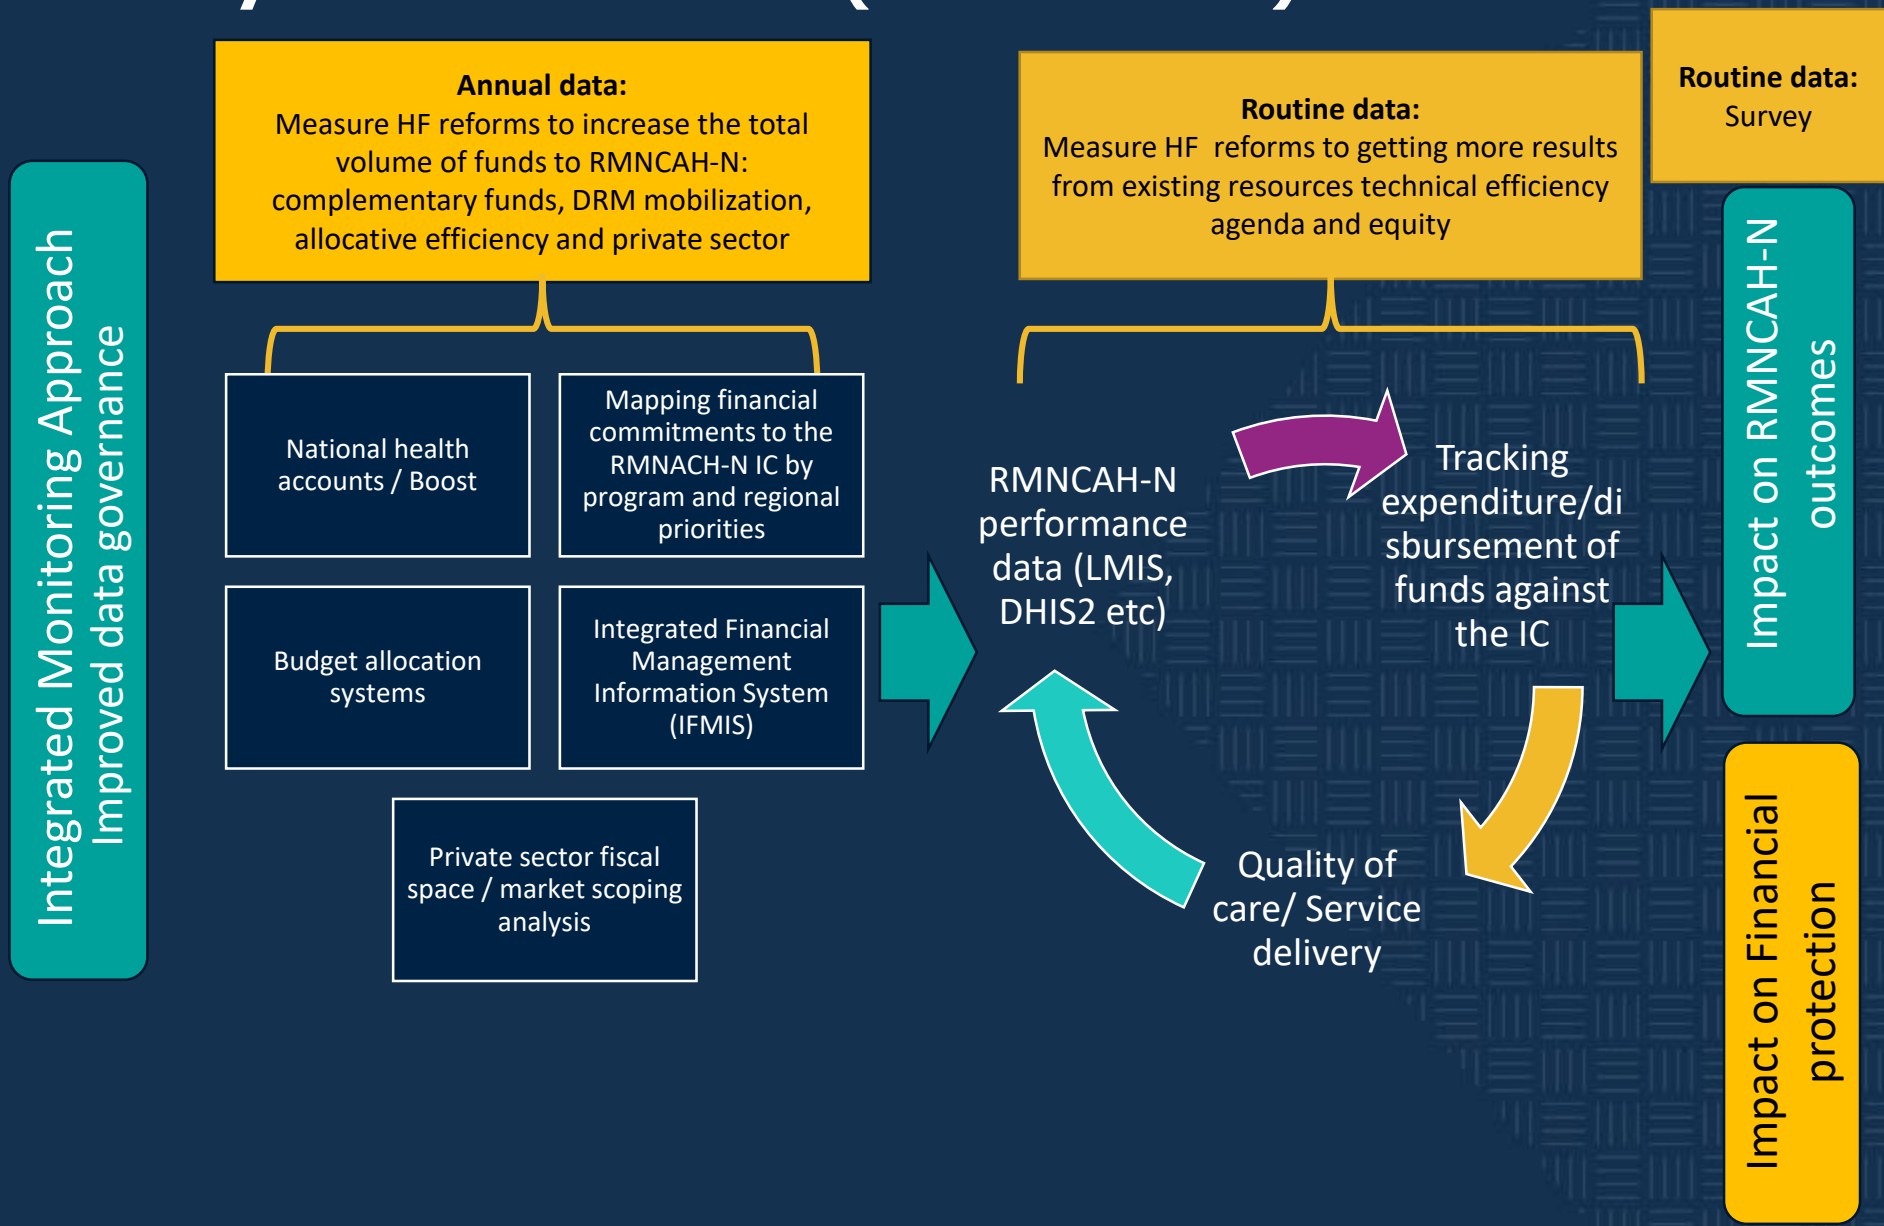 Integrated Monitoring Approach
Improved data governance
Annual data:
Measure HF reforms to increase the total
volume of funds to RMNCAH-N:
complementary funds, DRM mobilization,
allocative efficiency and private sector
National health
accounts / Boost
Mapping financial
commitments to the
RMNACH-N IC by
program and regional
priorities
Budget allocation
systems
Integrated Financial
Management
Information System
(IFMIS)
Private sector fiscal
space / market scoping
analysis
Routine data:
Measure HF  reforms to getting more results
from existing resources technical efficiency
agenda and equity
RMNCAH-N
performance
data (LMIS,
DHIS2 etc)
Tracking
expenditure/di
sbursement of
funds against
the IC
Quality of
care/ Service
delivery
Routine data:
Survey
Impact on RMNCAH-N
outcomes
Impact on Financial
protection